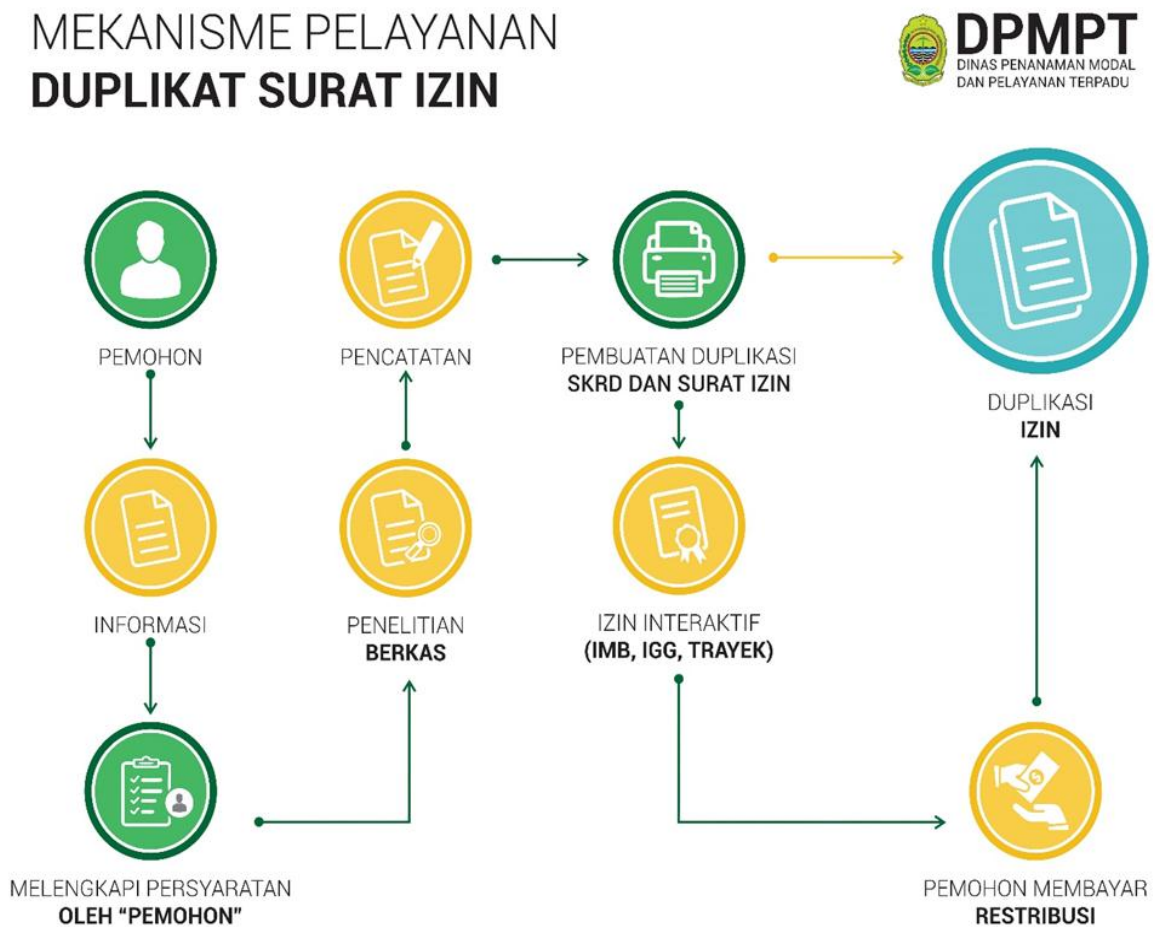 MEKANISME PELAYANAN
DUPLIKAT SURAT IZIN
DPMPT
DINAS PENANAMAN MODAL
DAN PELAYANAN TERPADU
PEMOHON
INFORMASI
MELENGKAPI PERSYARATAN
OLEH “PEMOHON”
PENELITIAN
BERKAS
PENCATATAN
PEMBUATAN DUPLIKASI
SKRD DAN SURAT IZIN
IZIN INTERAKTIF
(IMB, IGG, TRAYEK)
PEMOHON MEMBAYAR
RESTRIBUSI
DUPLIKASI
IZIN